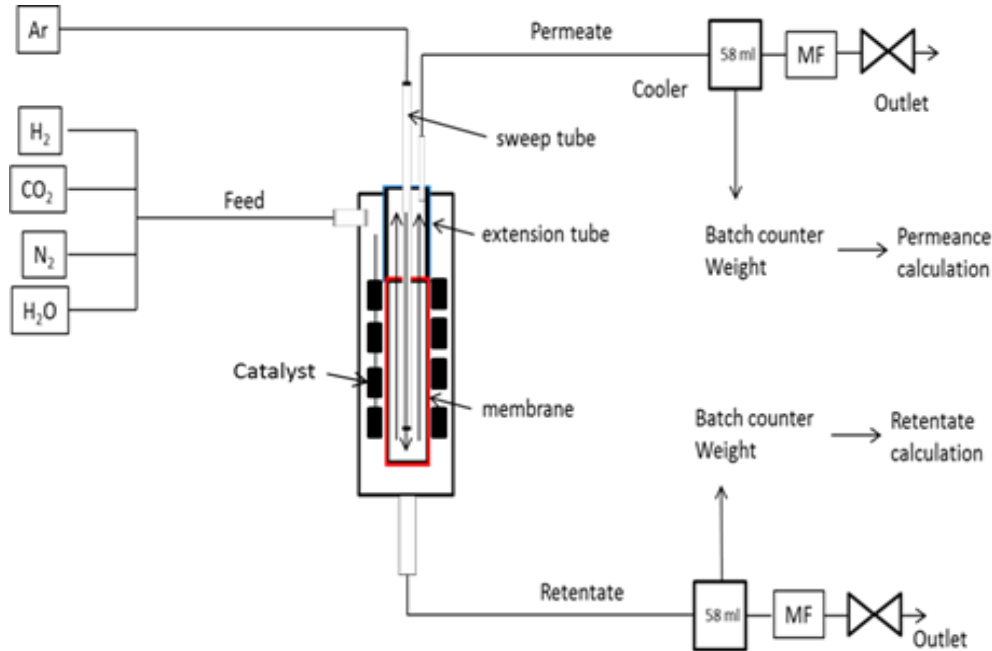 Ar
Permeate
58 ml
MF
Cooler
Outlet
H₂
sweep tube
CO₂
Feed
extension tube
Batch counter
Weight
Permeance
calculation
N₂
H₂O
Catalyst
membrane
Batch counter
Weight
Retentate
calculation
Retentate
58 ml
MF
Outlet